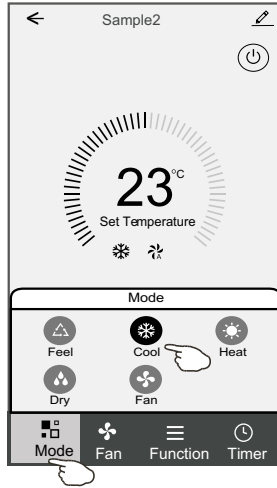 Sample2
23°C
Set Temperature
A
Mode
Feel Cool Heat
Dry Fan
Mode Fan Function Timer